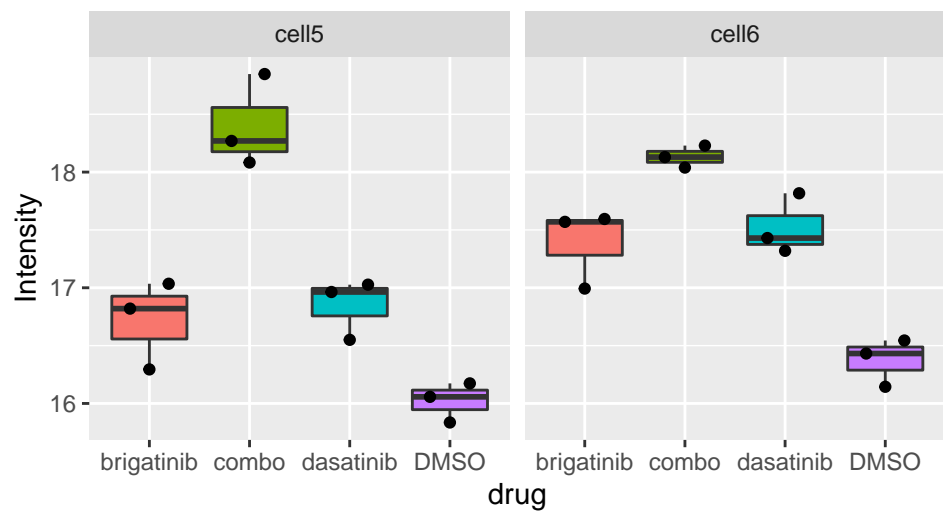 cell5 cell6
Intensity
18
17
16
brigatinib combo dasatinib DMSO brigatinib combo dasatinib DMSO
drug